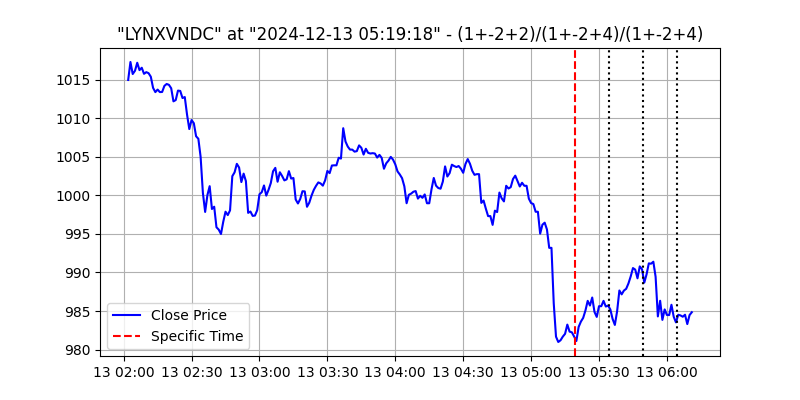 "LYNXVNDC" at "2024-12-13 05:19:18" - (1+-2+2)/(1+-2+4)/(1+-2+4)
1015
1010
1005
1000
995
990
985
980
Close Price
Specific Time
13 02:00 13 02:30 13 03:00 13 03:30 13 04:00 13 04:30 13 05:00 13 05:30 13 06:00